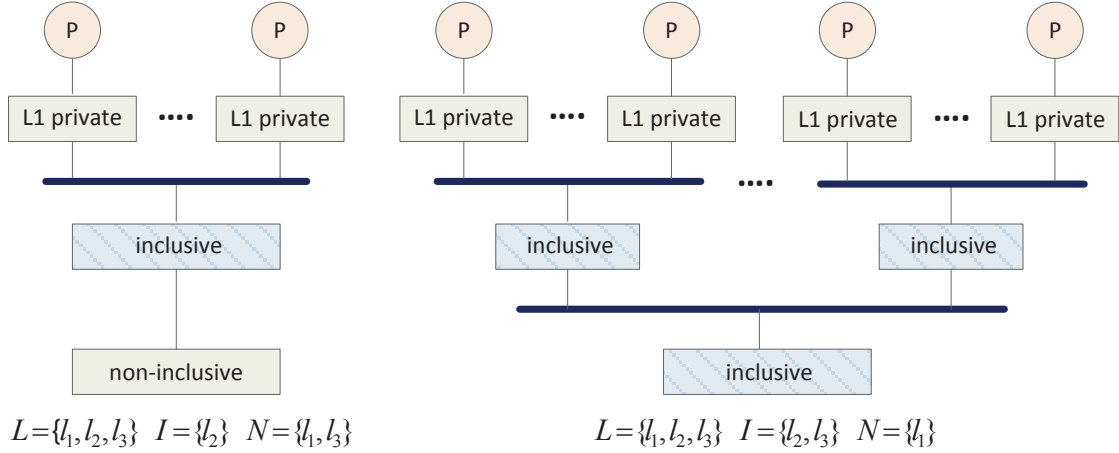 P P P P P P
L1 private •••• L1 private L1 private •••• L1 private L1 private •••• L1 private
••••
inclusive inclusive inclusive
non-inclusive inclusive
L={l₁,l₂,l₃} I={l₂} N={l₁,l₃} L={l₁,l₂,l₃} I={l₂,l₃} N={l₁}